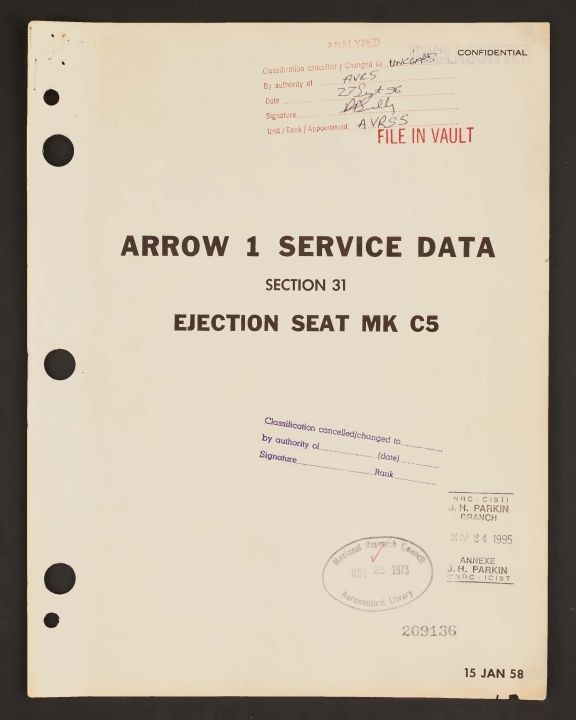 ANALYZED
CONFIDENTIAL
Classification cancelled / Changed to UNCLASS
By authority of AVRS
Date 27 Sept 96
Signature
Unit / Rank / Appointment AVRSS
FILE IN VAULT
ARROW 1 SERVICE DATA
SECTION 31
EJECTION SEAT MK C5
Classification cancelled/changed to
by authority of (date)
Signature Rank
NRC - CISTI
J. H. PARKIN
BRANCH
24 1995
ANNEXE
J. H. PARKIN
CNRC - ICIST
National Research Council
1973
Aeronautical Library
209136
15 JAN 58